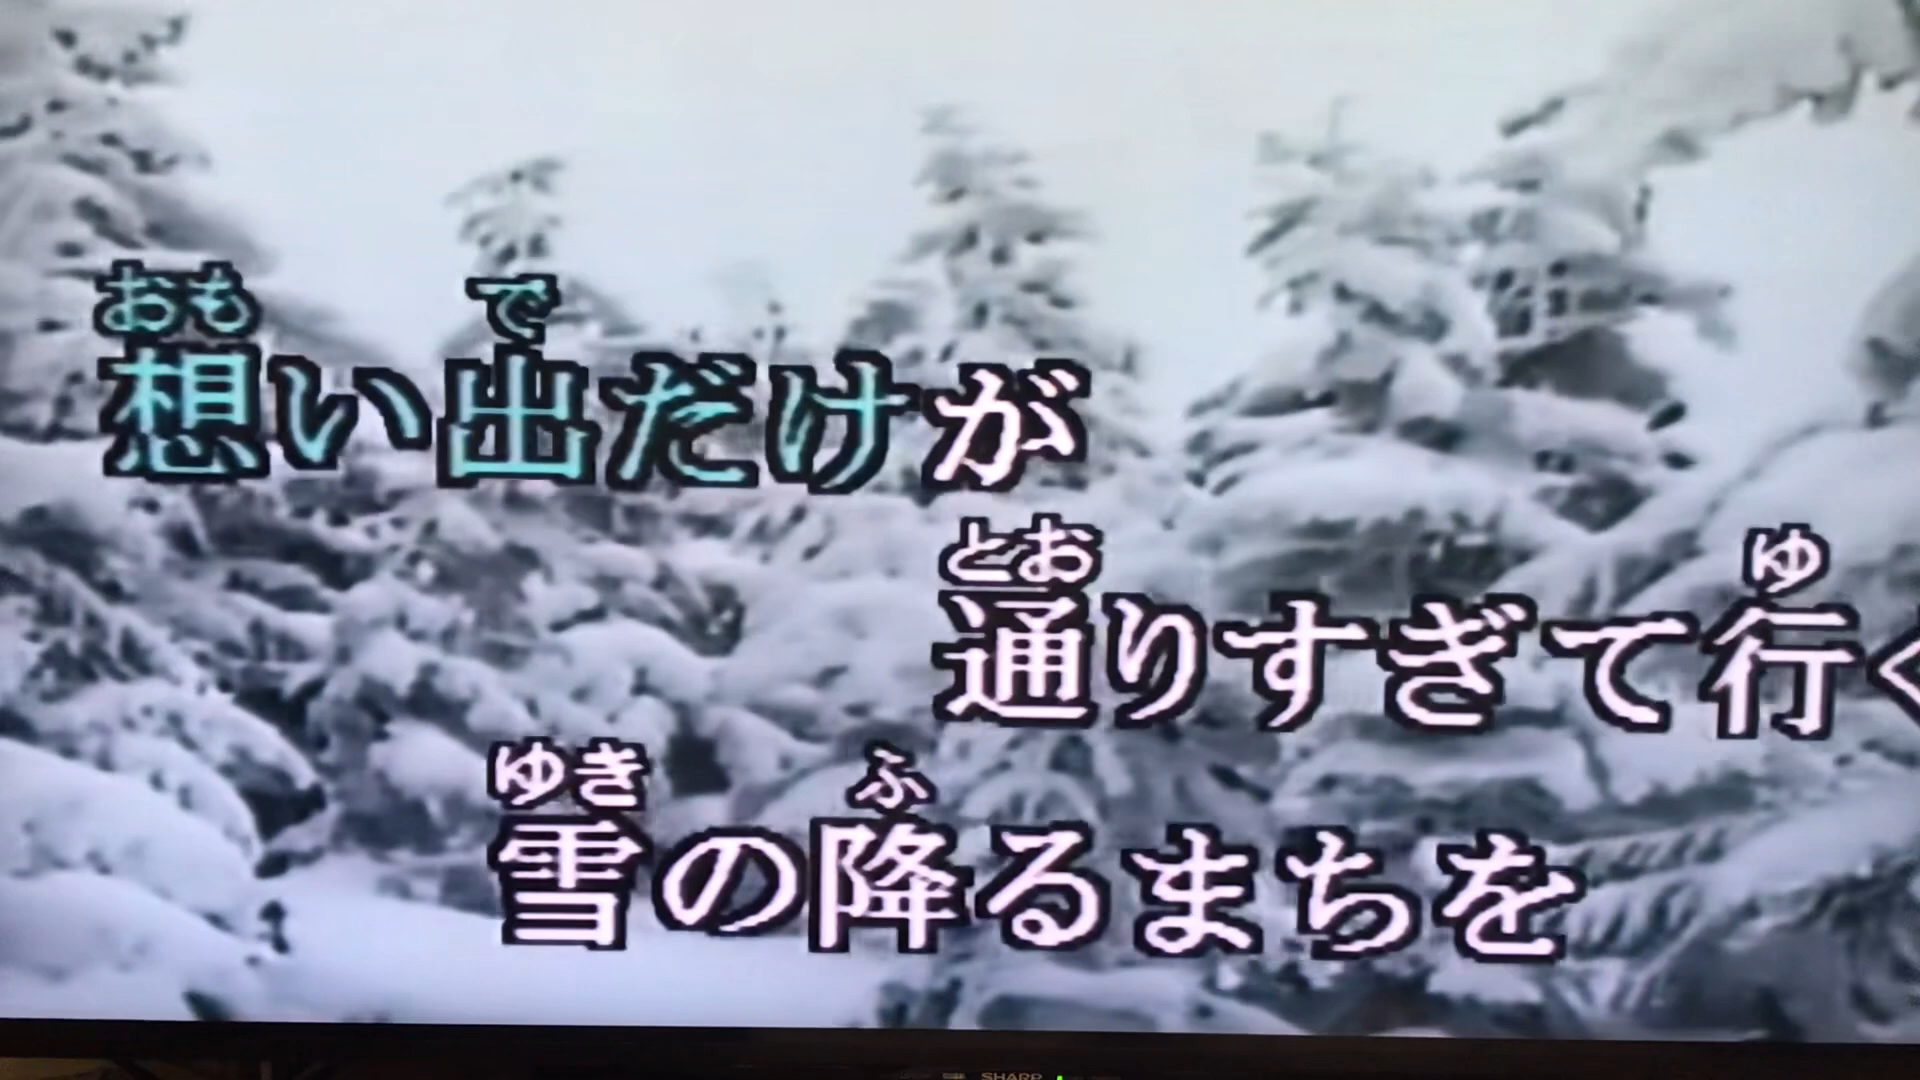 おも で
想い出だけが
とお ゆ
通りすぎて行く
ゆき ふ
雪の降るまちを
SHARP